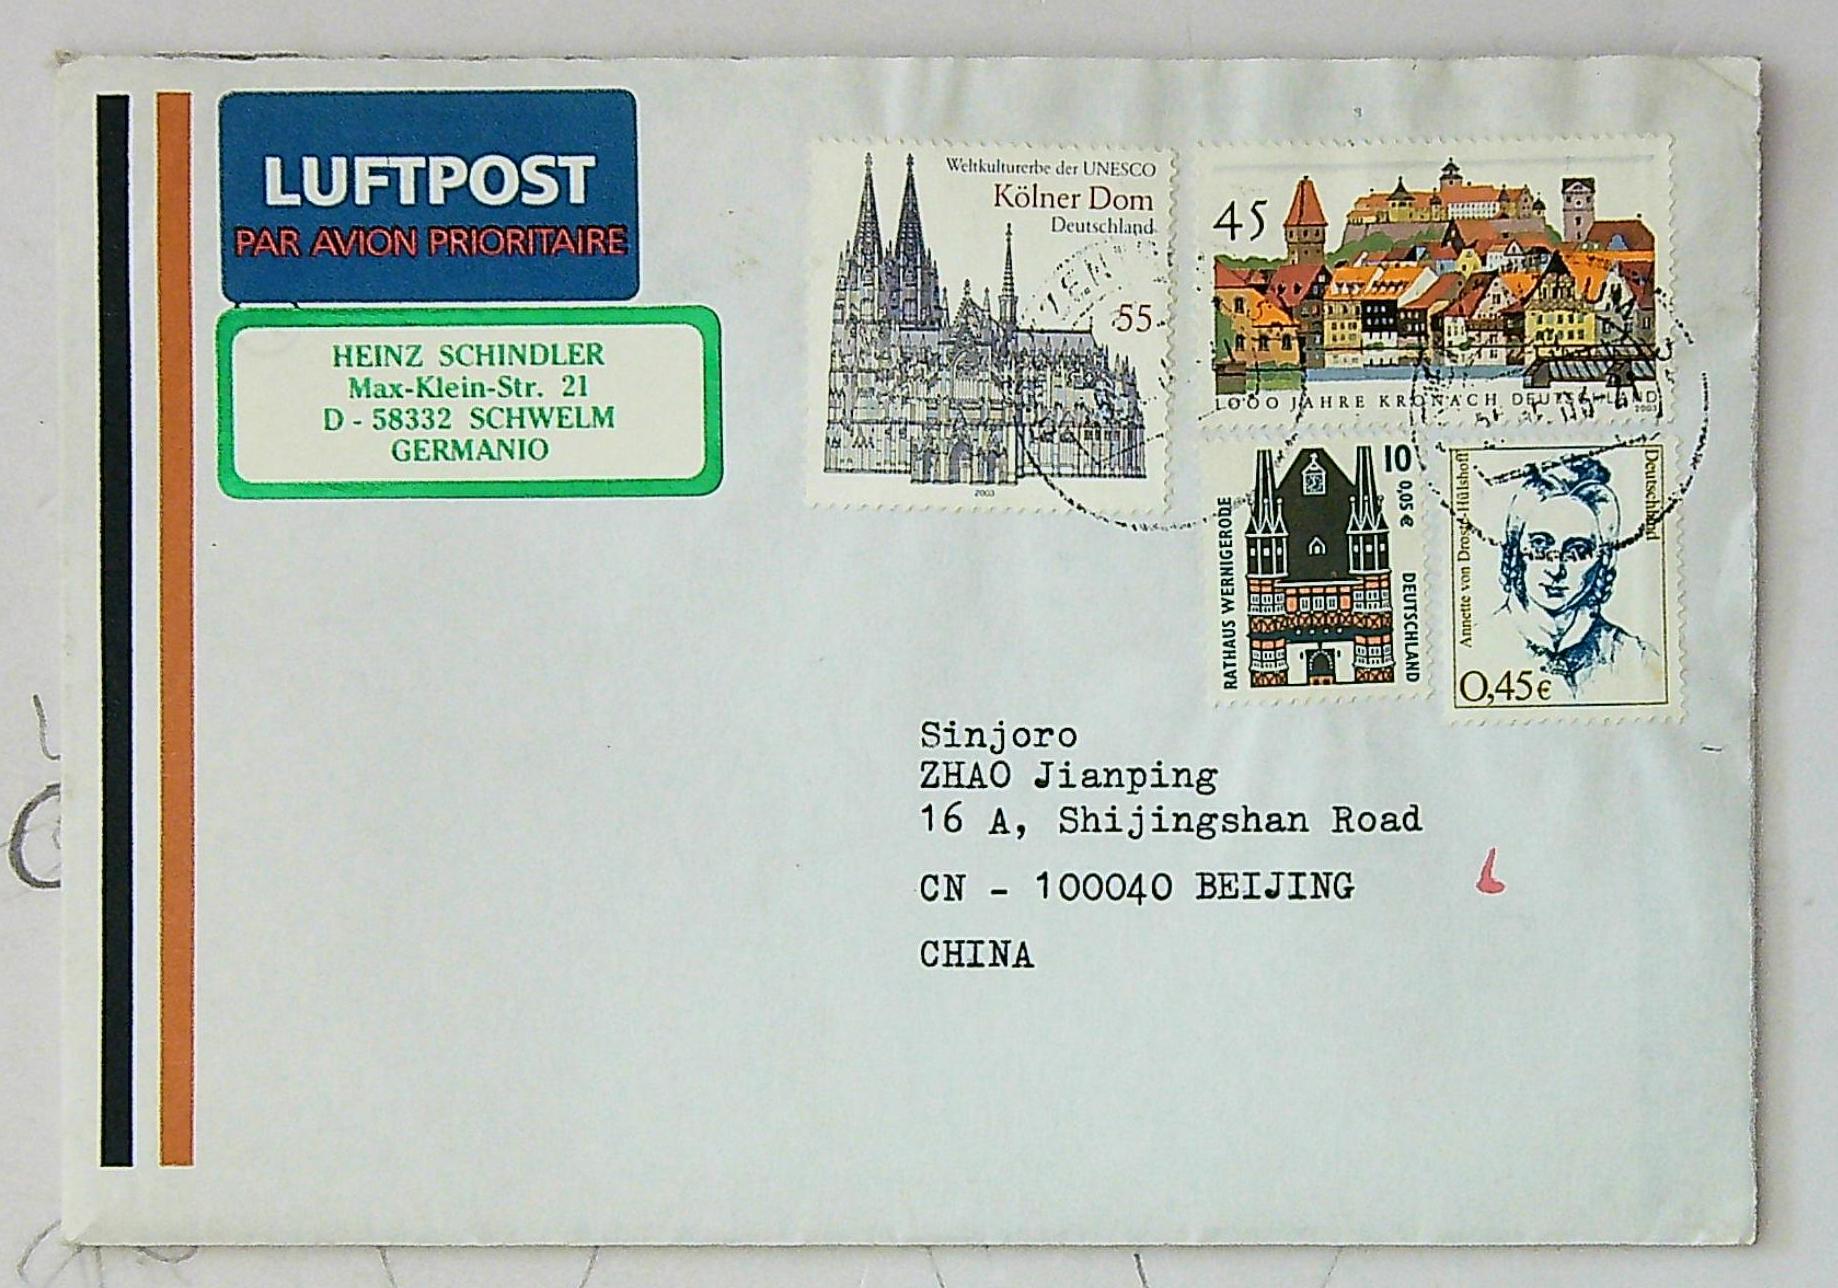 LUFTPOST
PAR AVION PRIORITAIRE
HEINZ SCHINDLER
Max-Klein-Str. 21
D - 58332 SCHWELM
GERMANIO
Weltkulturerbe der UNESCO
Kölner Dom
Deutschland
55
2003
45
1000 JAHRE KRONACH DEUTSCHLAND
2003
RATHAUS WERNIGERODE
10
0,05 €
DEUTSCHLAND
Annette von Droste-Hülshoff
Deutschland
0,45€
Sinjoro
ZHAO Jianping
16 A, Shijingshan Road
CN - 100040 BEIJING
CHINA